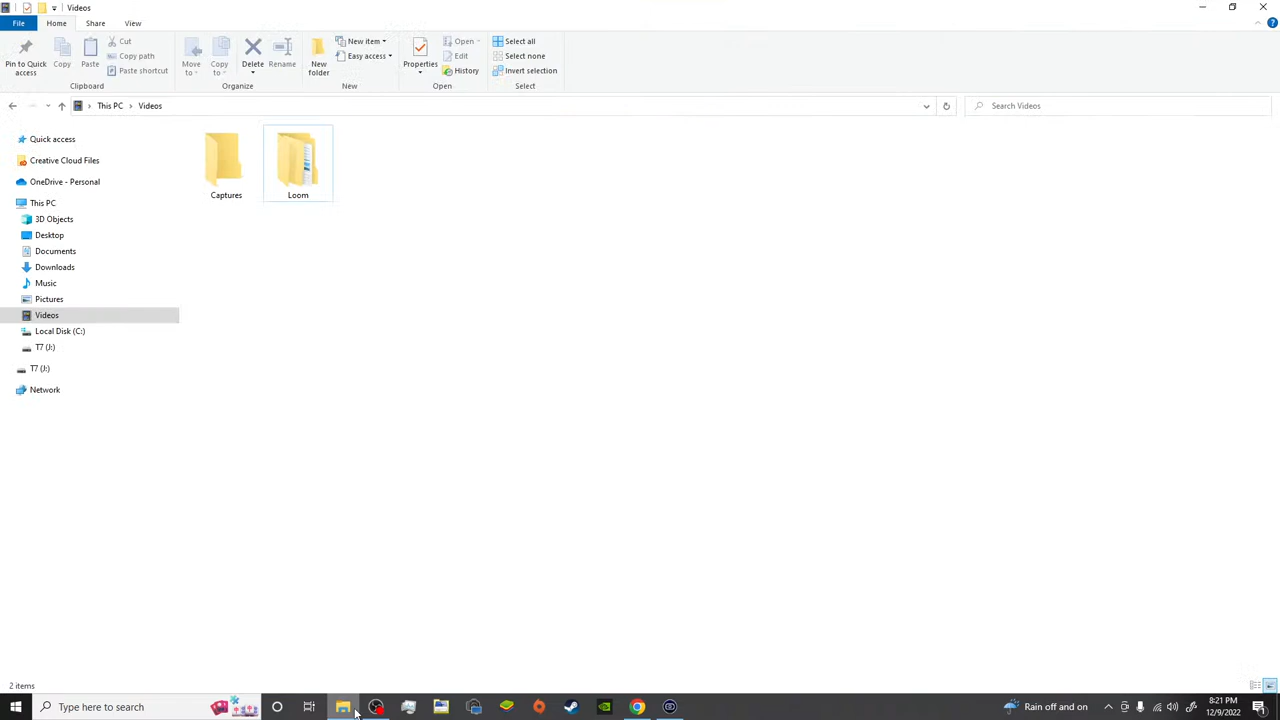 Videos
File Home Share View
Pin to Quick access
Copy
Paste
Cut
Copy path
Paste shortcut
Clipboard
Move to
Copy to
Delete
Rename
Organize
New folder
New item
Easy access
New
Properties
Open
Edit
History
Open
Select all
Select none
Invert selection
Select
This PC Videos
Search Videos
Quick access
Creative Cloud Files
OneDrive - Personal
This PC
3D Objects
Desktop
Documents
Downloads
Music
Pictures
Videos
Local Disk (C:)
T7 (J:)
T7 (J:)
Network
Captures
Loom
2 items
Type here to search
Rain off and on
8:21 PM
12/9/2022